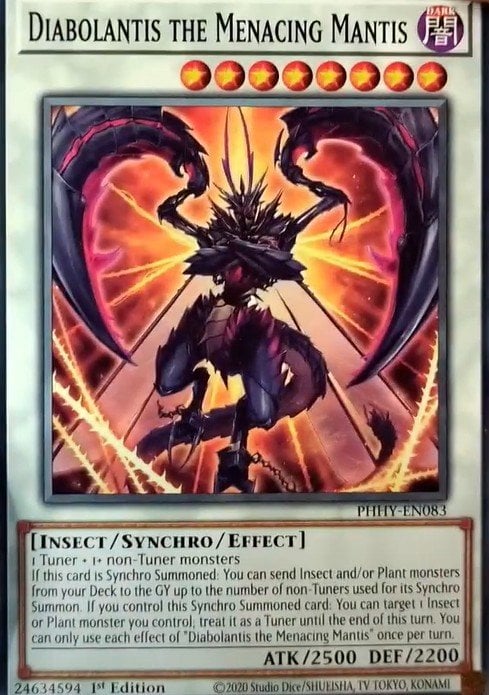 DIABOLANTIS THE MENACING MANTIS
DARK
闇
PHHY-EN083
[INSECT/SYNCHRO/EFFECT]
1 Tuner + 1+ non-Tuner monsters
If this card is Synchro Summoned: You can send Insect and/or Plant monsters
from your Deck to the GY up to the number of non-Tuners used for its Synchro
Summon. If you control this Synchro Summoned card: You can target 1 Insect
or Plant monster you control; treat it as a Tuner until the end of this turn. You
can only use each effect of "Diabolantis the Menacing Mantis" once per turn.
ATK/2500 DEF/2200
24634594 1st Edition ©2020 Studio Dice/SHUEISHA, TV TOKYO, KONAMI